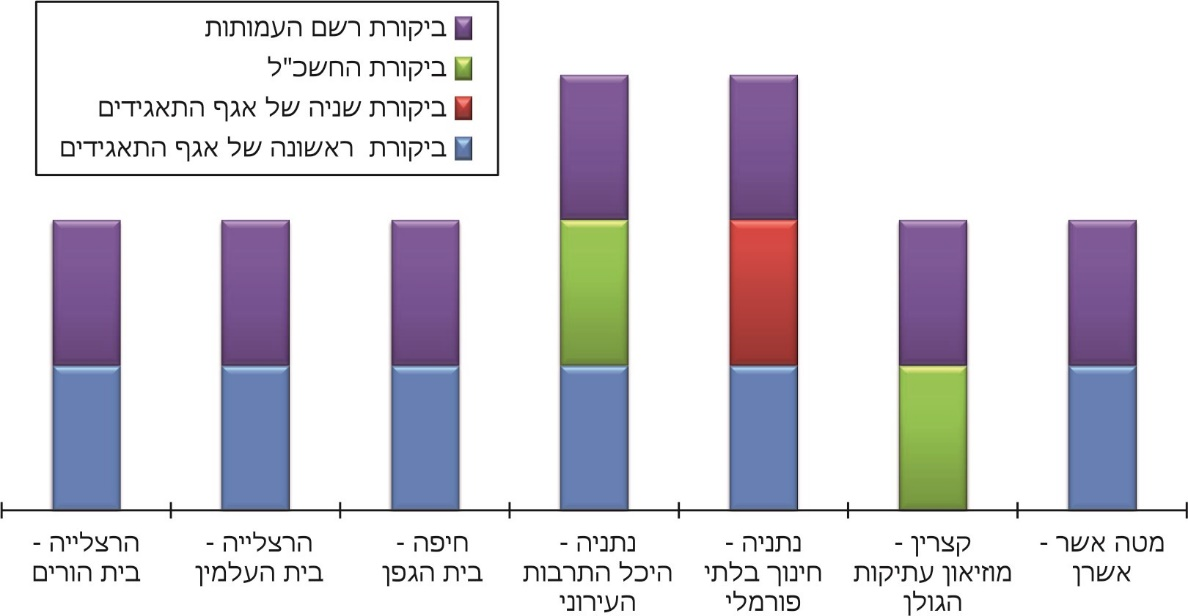 ביקורת רשם העמותות
ביקורת החשכ"ל
ביקורת שניה של אגף התאגידים
ביקורת ראשונה של אגף התאגידים
מטה אשר -
אשרן
קצרין -
מוזיאון עתיקות
הגולן
נתניה -
חינוך בלתי
פורמלי
נתניה -
היכל התרבות
העירוני
חיפה -
בית הגפן
הרצלייה -
בית העלמין
הרצלייה -
בית הורים